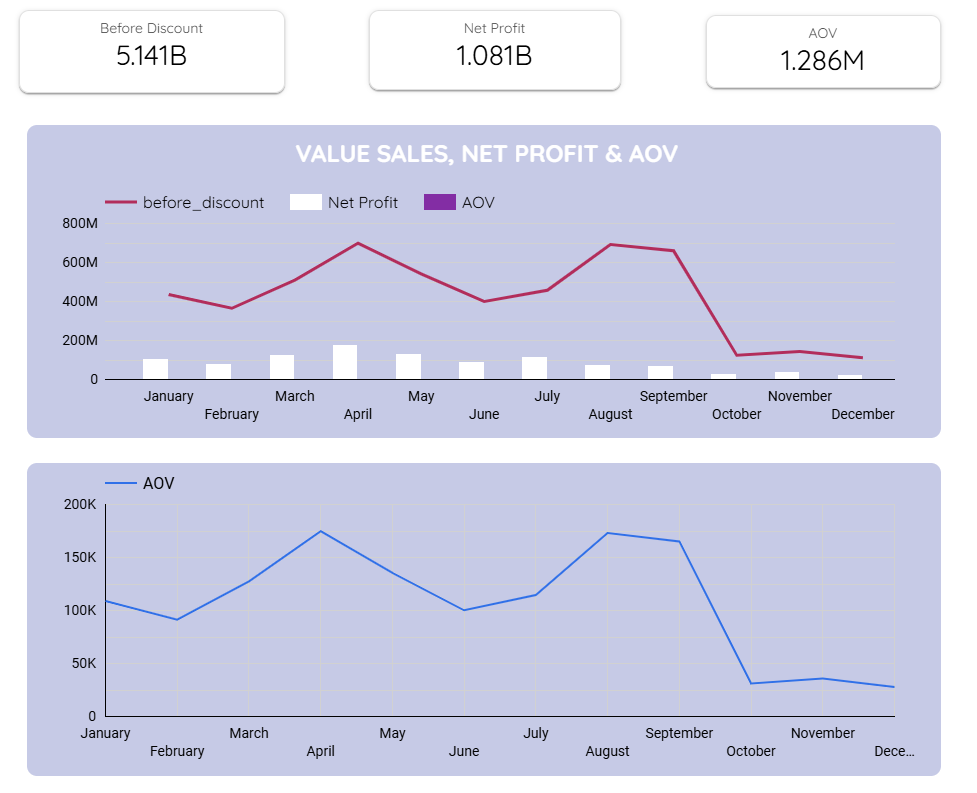 Before Discount
5.141B
Net Profit
1.081B
AOV
1.286M
VALUE SALES, NET PROFIT & AOV
before_discount Net Profit AOV
800M
600M
400M
200M
0
January March May July September November
February April June August October December
AOV
200K
150K
100K
50K
0
January March May July September November
February April June August October Dece...